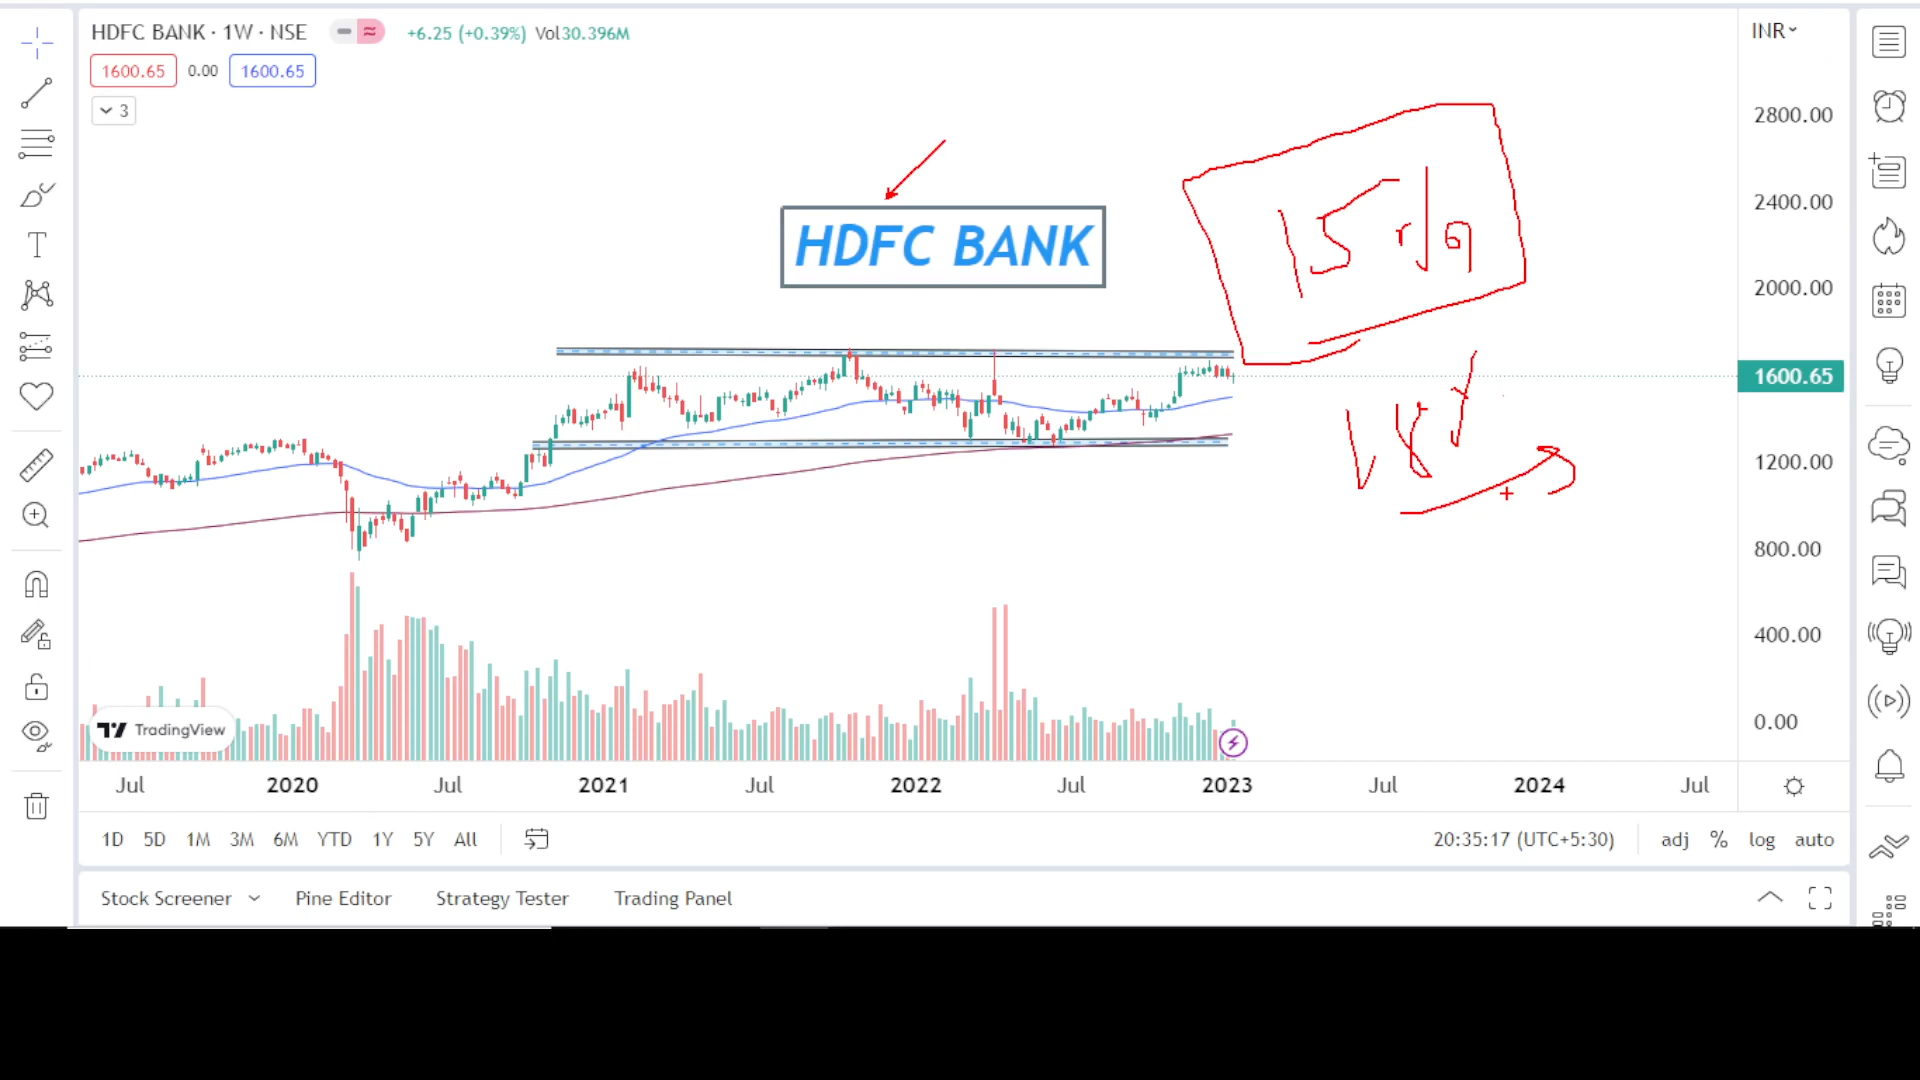 HDFC BANK · 1W · NSE +6.25 (+0.39%) Vol30.396M INR
1600.65 0.00 1600.65
3
2800.00
2400.00
HDFC BANK
2000.00
1600.65
1200.00
800.00
400.00
0.00
TradingView
Jul 2020 Jul 2021 Jul 2022 Jul 2023 Jul 2024 Jul
1D 5D 1M 3M 6M YTD 1Y 5Y All 20:35:17 (UTC+5:30) adj % log auto
Stock Screener Pine Editor Strategy Tester Trading Panel